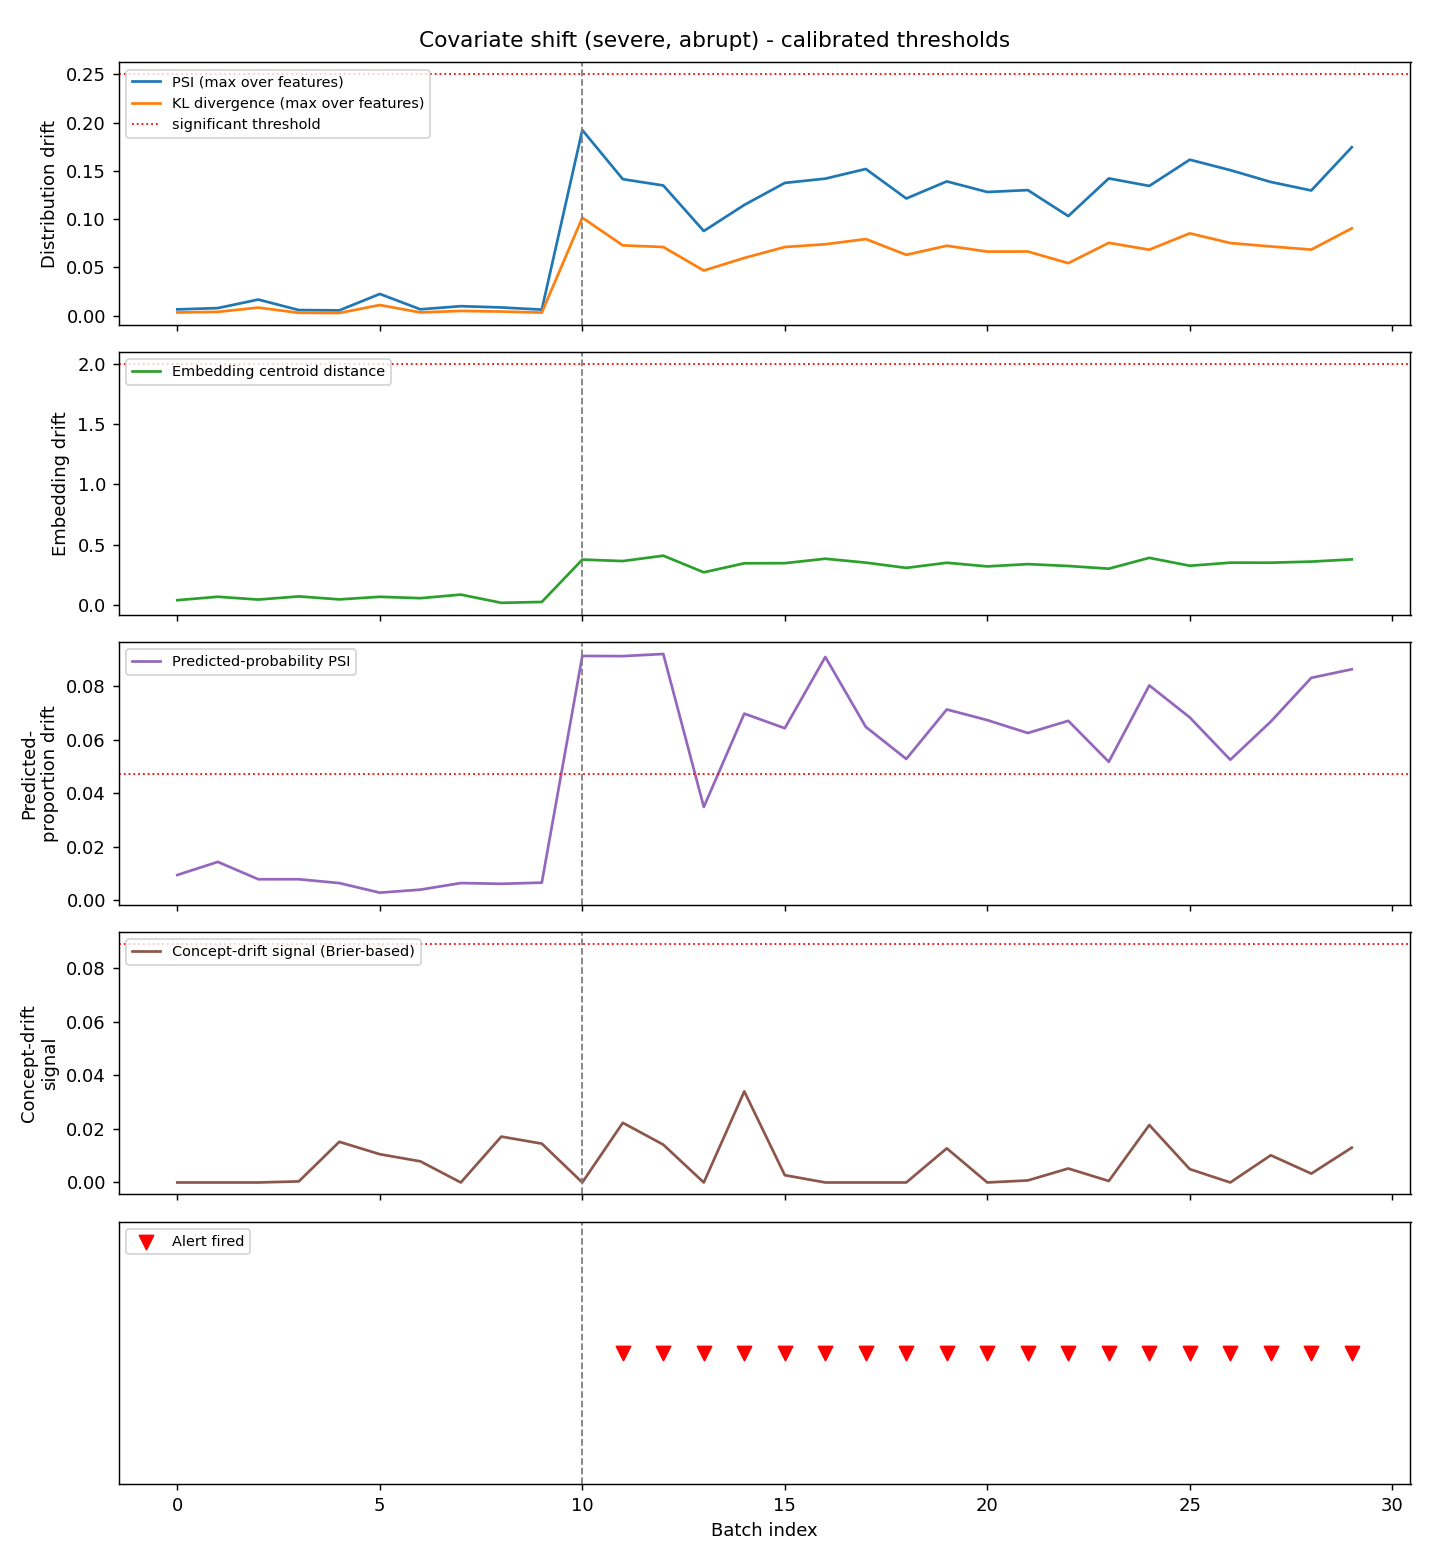 Covariate shift (severe, abrupt) - calibrated thresholds
0.25
0.20
0.15
0.10
0.05
0.00
Distribution drift
PSI (max over features)
KL divergence (max over features)
significant threshold
2.0
1.5
1.0
0.5
0.0
Embedding drift
Embedding centroid distance
0.08
0.06
0.04
0.02
0.00
Predicted-
proportion drift
Predicted-probability PSI
0.08
0.06
0.04
0.02
0.00
Concept-drift
signal
Concept-drift signal (Brier-based)
Alert fired
0 5 10 15 20 25 30
Batch index